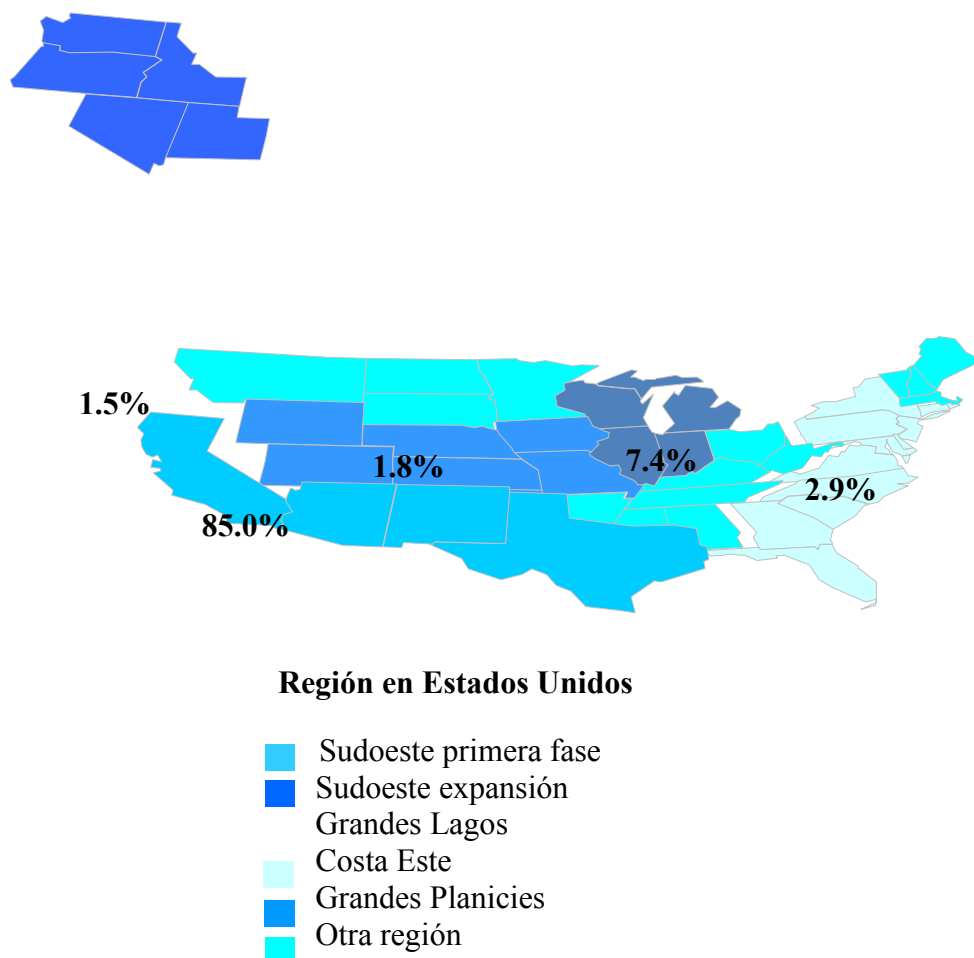 1.5%
1.8%
7.4%
2.9%
85.0%
Región en Estados Unidos
Sudoeste primera fase
Sudoeste expansión
Grandes Lagos
Costa Este
Grandes Planicies
Otra región